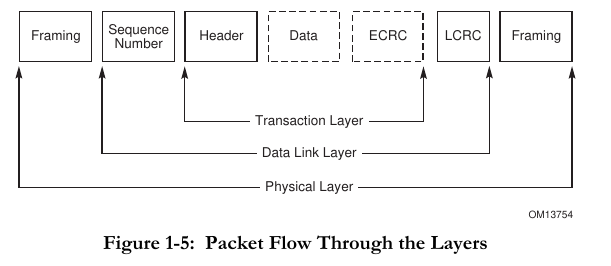 Framing Sequence Number Header Data ECRC LCRC Framing
Transaction Layer
Data Link Layer
Physical Layer
OM13754
Figure 1-5: Packet Flow Through the Layers